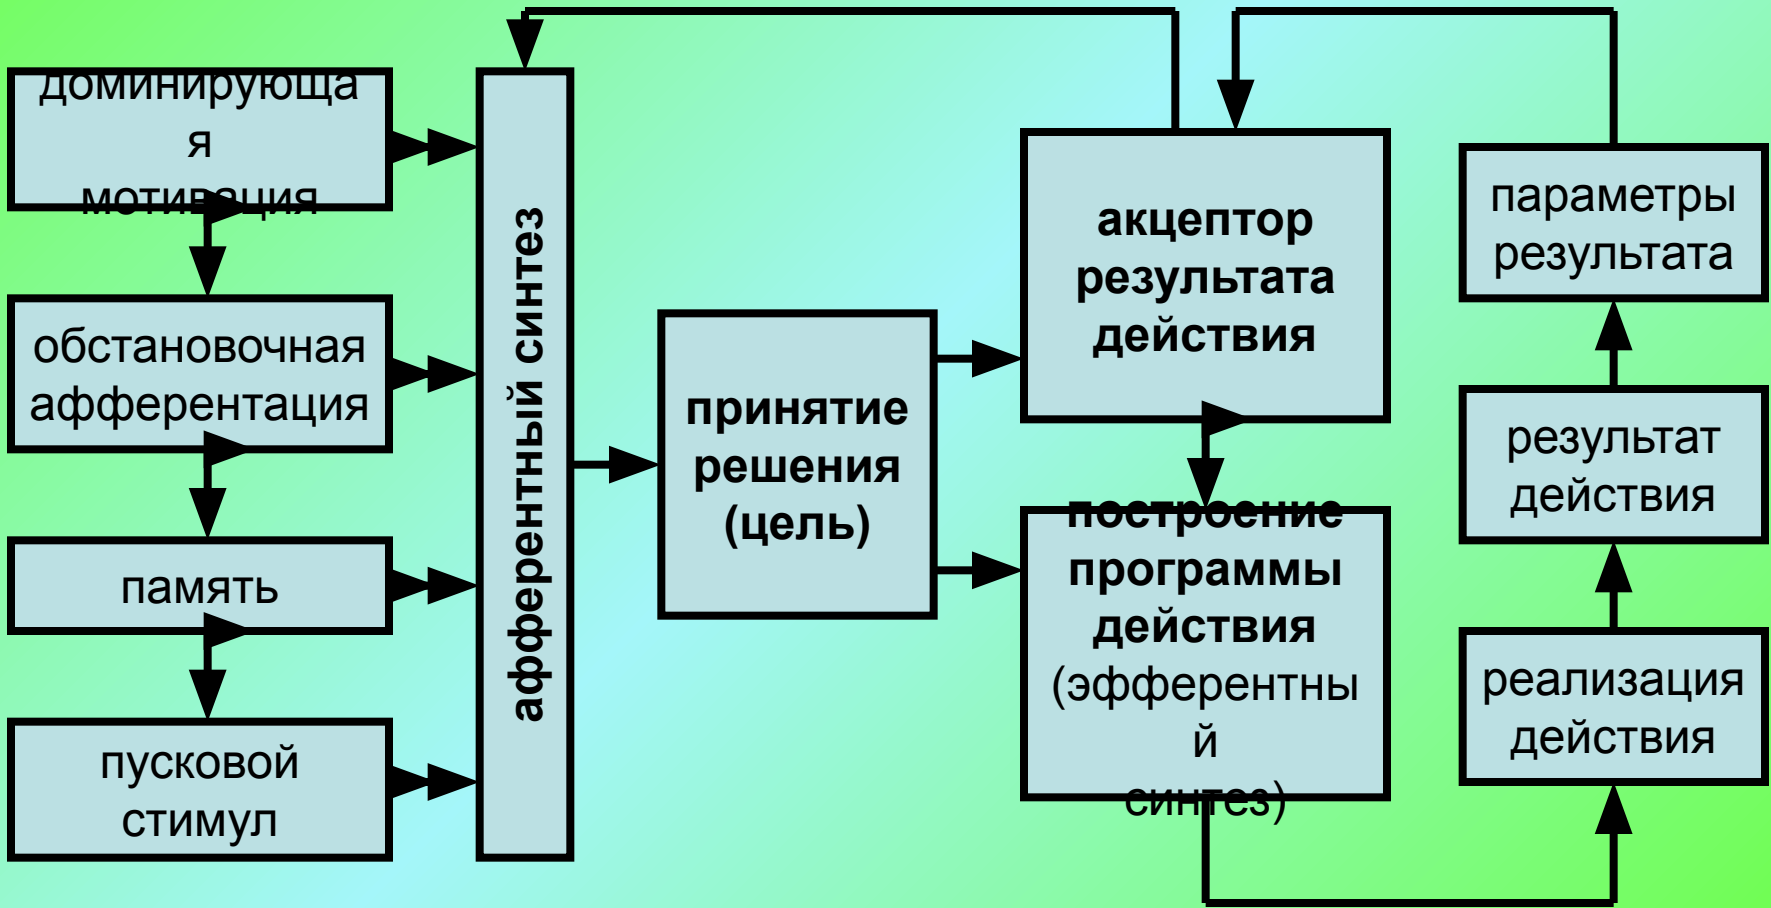 доминирующа
я
мотивация
обстановочная
афферентация
память
пусковой
стимул
афферентный синтез
принятие
решения
(цель)
акцептор
результата
действия
построение
программы
действия
(эфферентны
й
синтез)
параметры
результата
результат
действия
реализация
действия